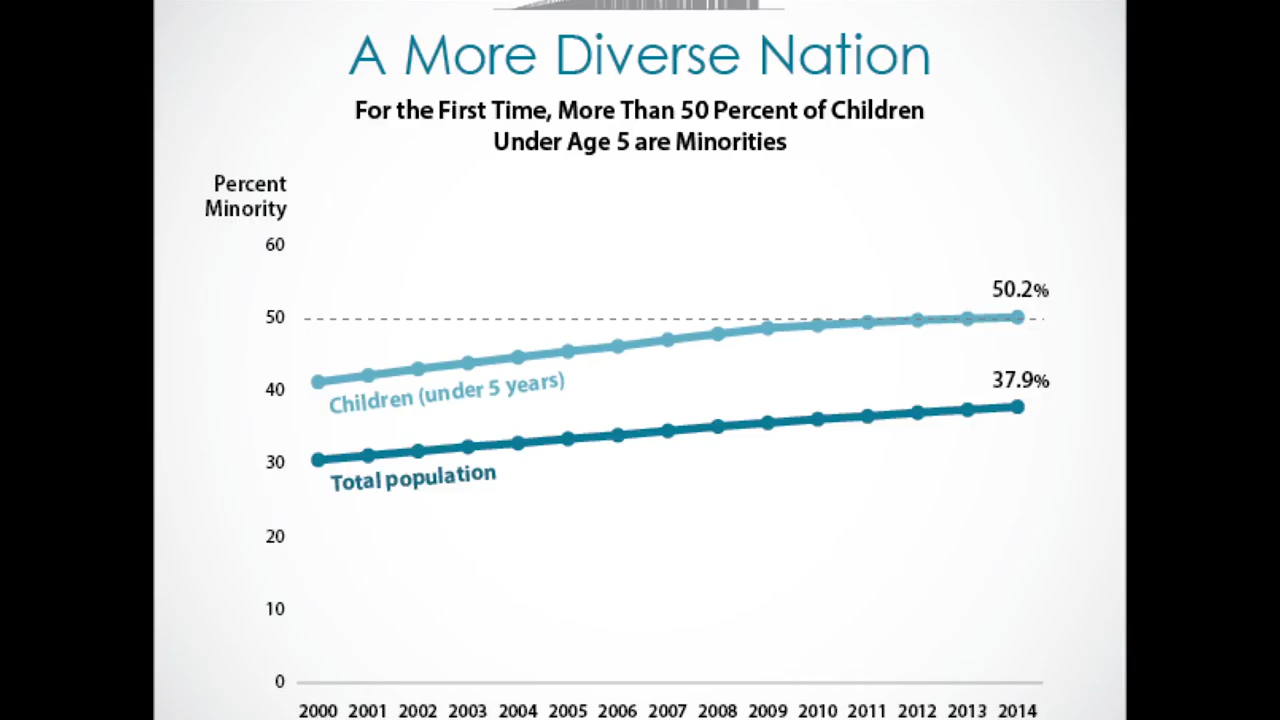 A More Diverse Nation
For the First Time, More Than 50 Percent of Children
Under Age 5 are Minorities
Percent
Minority
60
50.2%
50
40
37.9%
Children (under 5 years)
30
Total population
20
10
0
2000 2001 2002 2003 2004 2005 2006 2007 2008 2009 2010 2011 2012 2013 2014